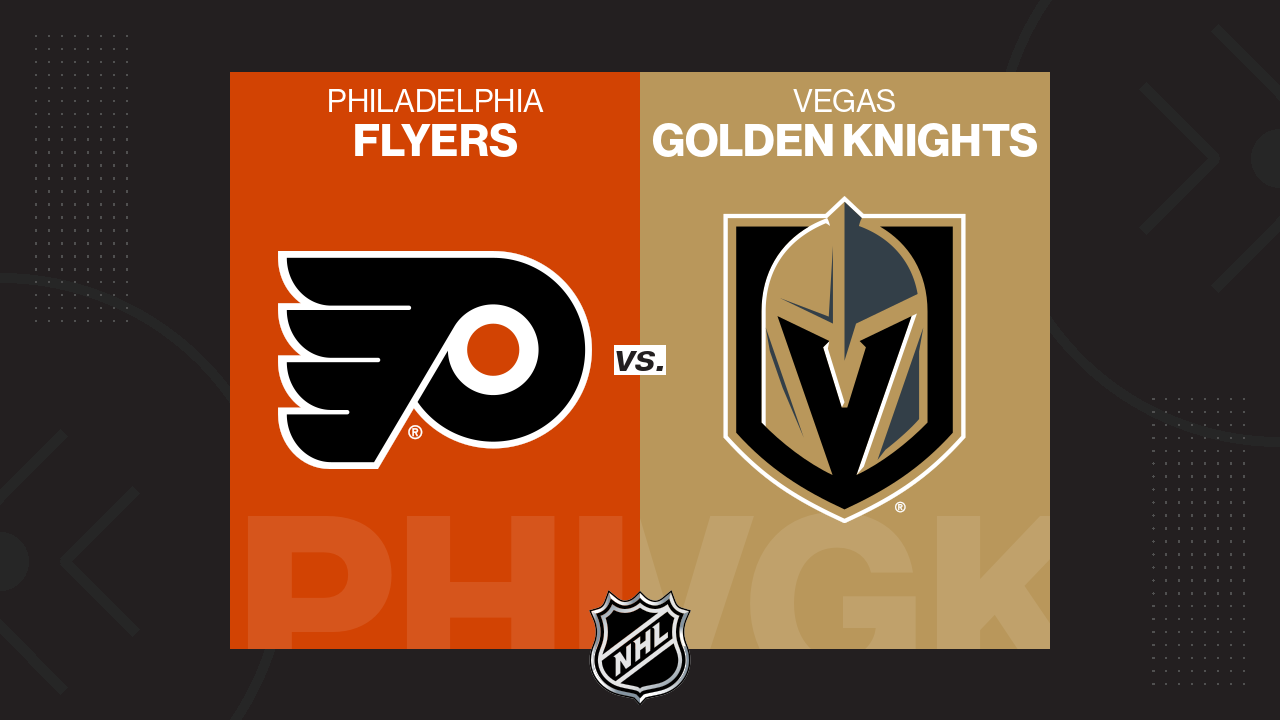 PHILADELPHIA
FLYERS
VEGAS
GOLDEN KNIGHTS
vs.
®
®
PHI
VGK
NHL